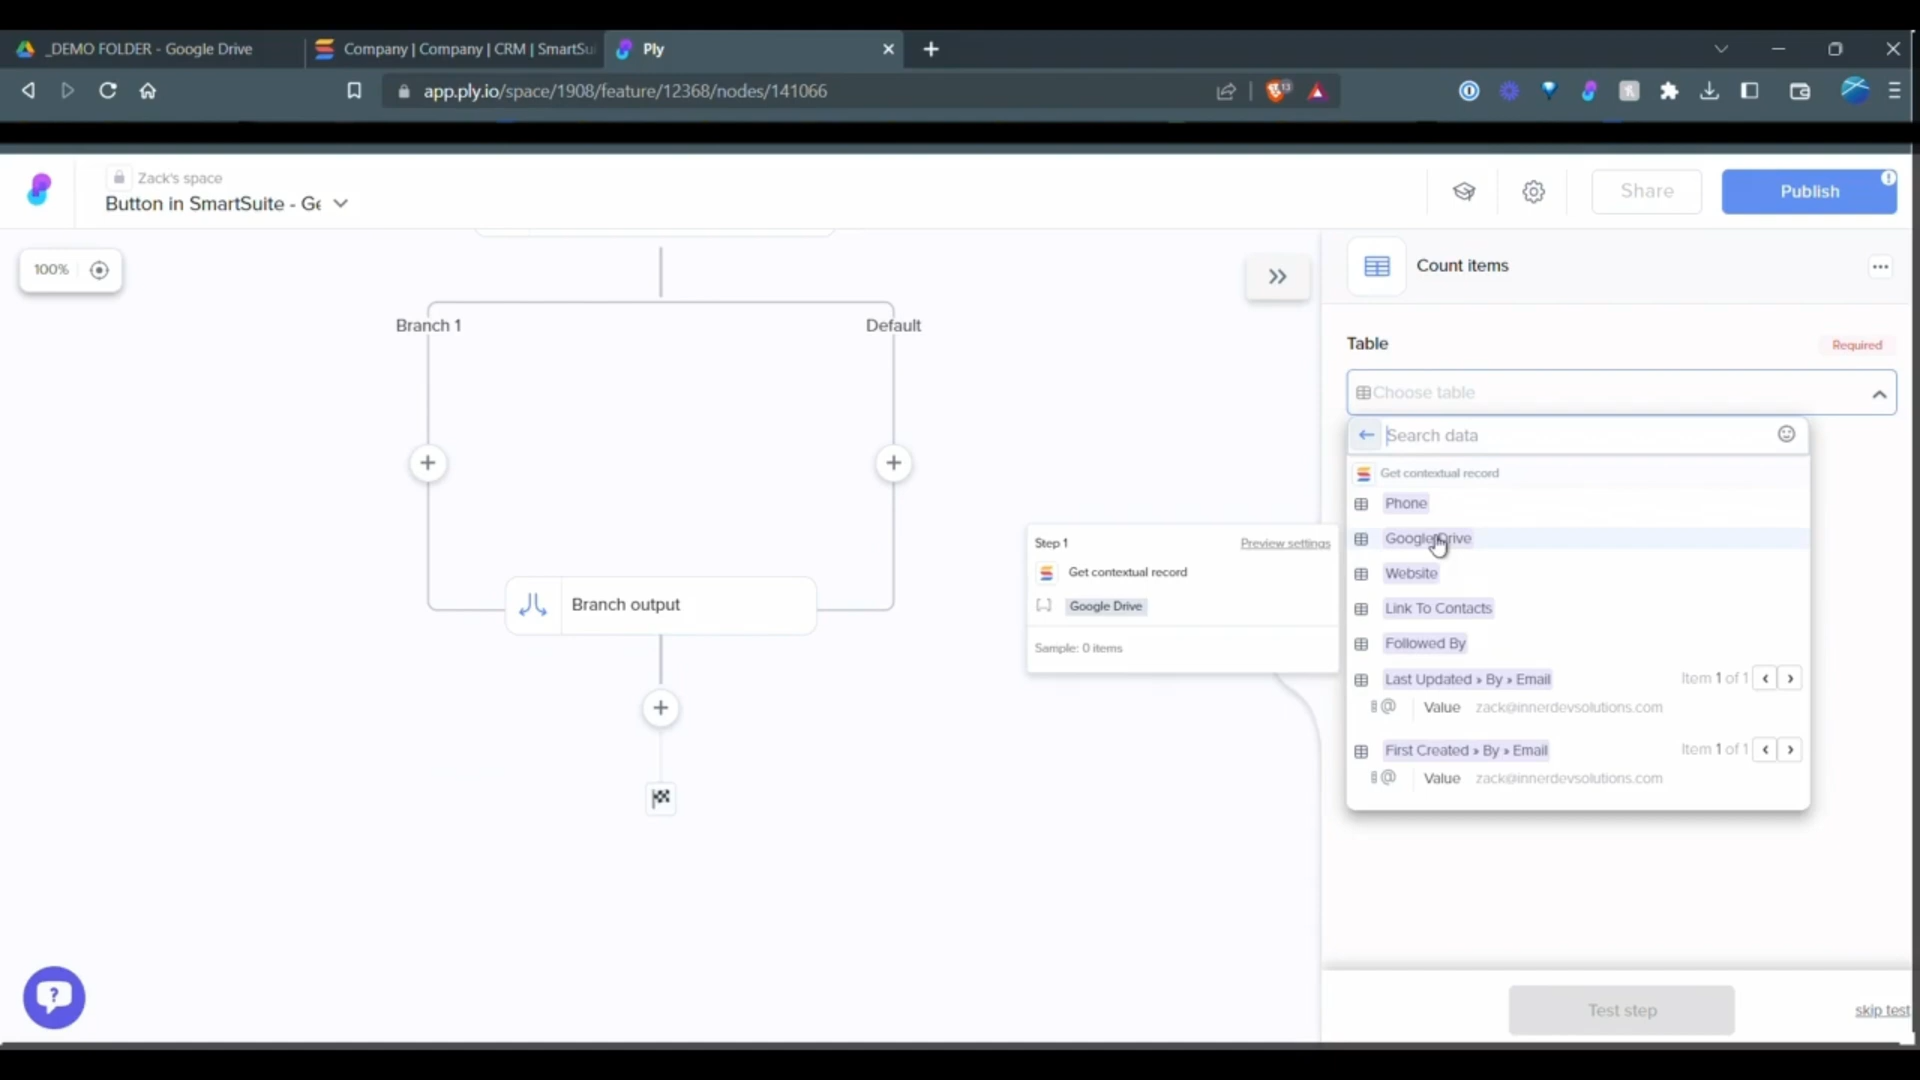 _DEMO FOLDER - Google Drive
Company | Company | CRM | SmartSui
Ply
app.ply.io/space/1908/feature/12368/nodes/141066
13
Zack's space
Button in SmartSuite - Ge
Share
Publish
100%
Count items
Branch 1
Default
Table
Required
Choose table
Search data
Get contextual record
Phone
Google Drive
Website
Link To Contacts
Followed By
Last Updated » By » Email
Item 1 of 1
Value zack@innerdevsolutions.com
First Created » By » Email
Item 1 of 1
Value zack@innerdevsolutions.com
Step 1
Preview settings
Get contextual record
Google Drive
Sample: 0 items
Branch output
Test step
skip test